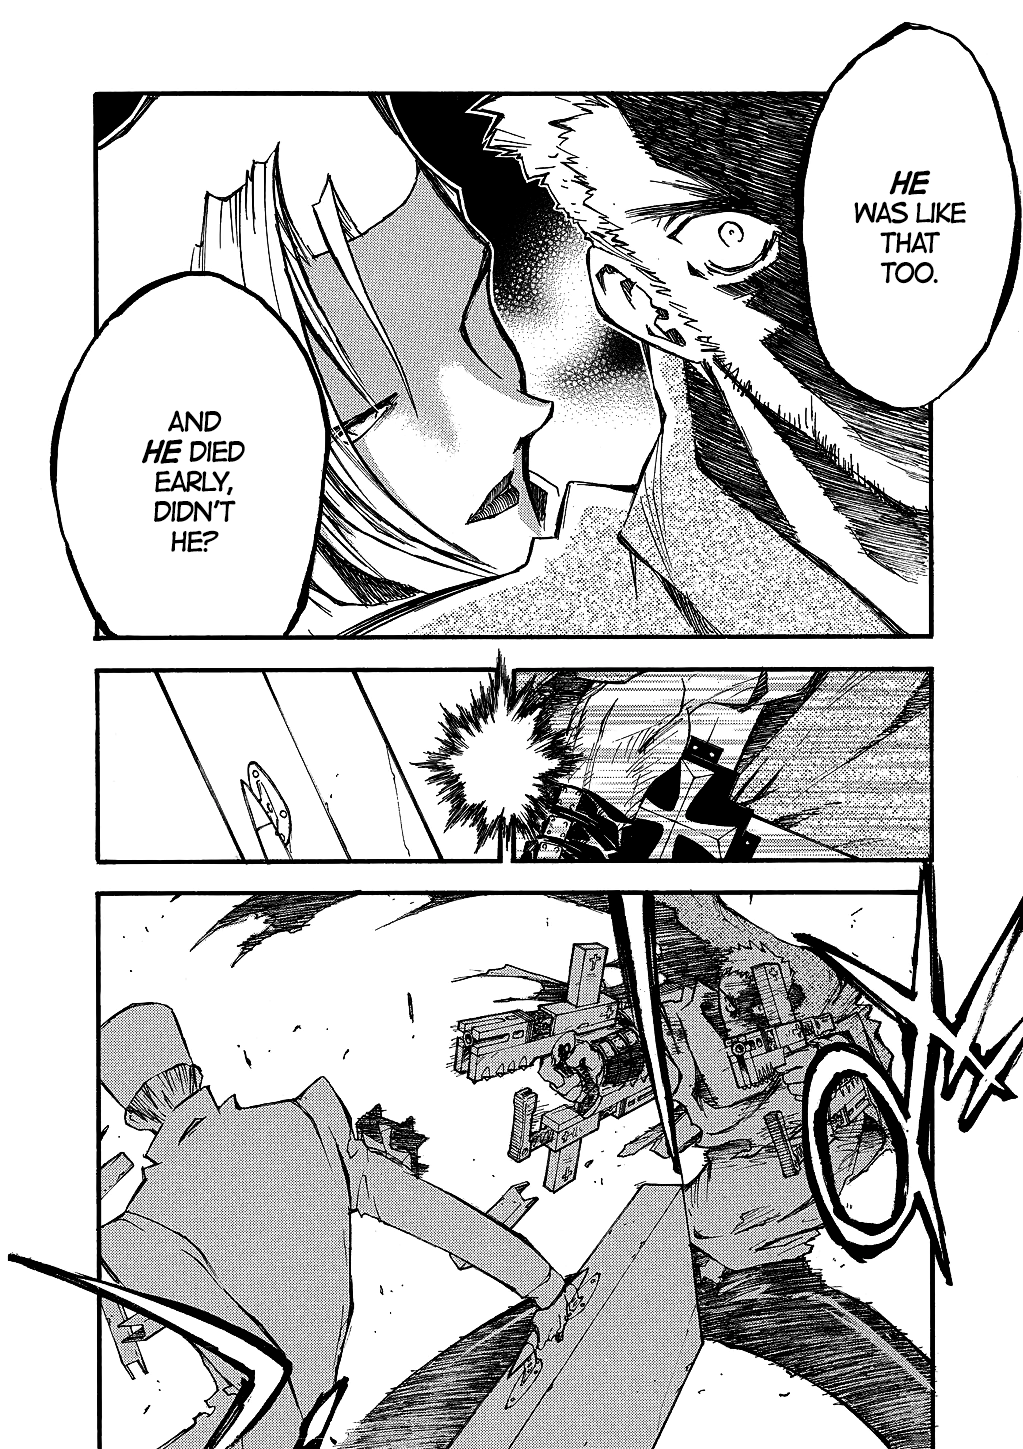 HE
WAS LIKE
THAT
TOO.
AND
HE DIED
EARLY,
DIDN'T
HE?